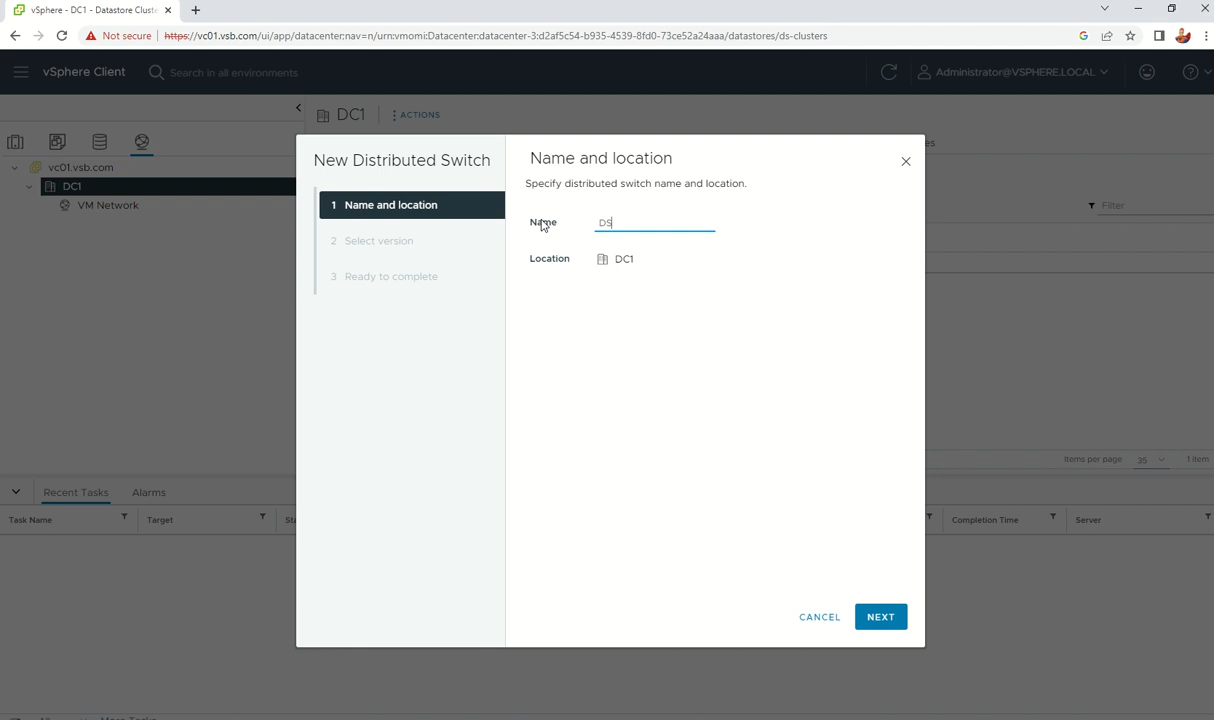 vSphere - DC1 - Datastore Cluste
Not secure https://vc01.vsb.com/ui/app/datacenter;nav=n/urn:vmomi:Datacenter:datacenter-3:d2af5c54-b935-4539-8fd0-73ce52a24aaa/datastores/ds-clusters
vSphere Client Search in all environments Administrator@VSPHERE.LOCAL
DC1 ACTIONS
vc01.vsb.com
DC1
VM Network
New Distributed Switch
1 Name and location
2 Select version
3 Ready to complete
Name and location
Specify distributed switch name and location.
Name DS
Location DC1
CANCEL NEXT
Filter
Items per page 35 1 item
Recent Tasks Alarms
Task Name Target Completion Time Server
More Tasks